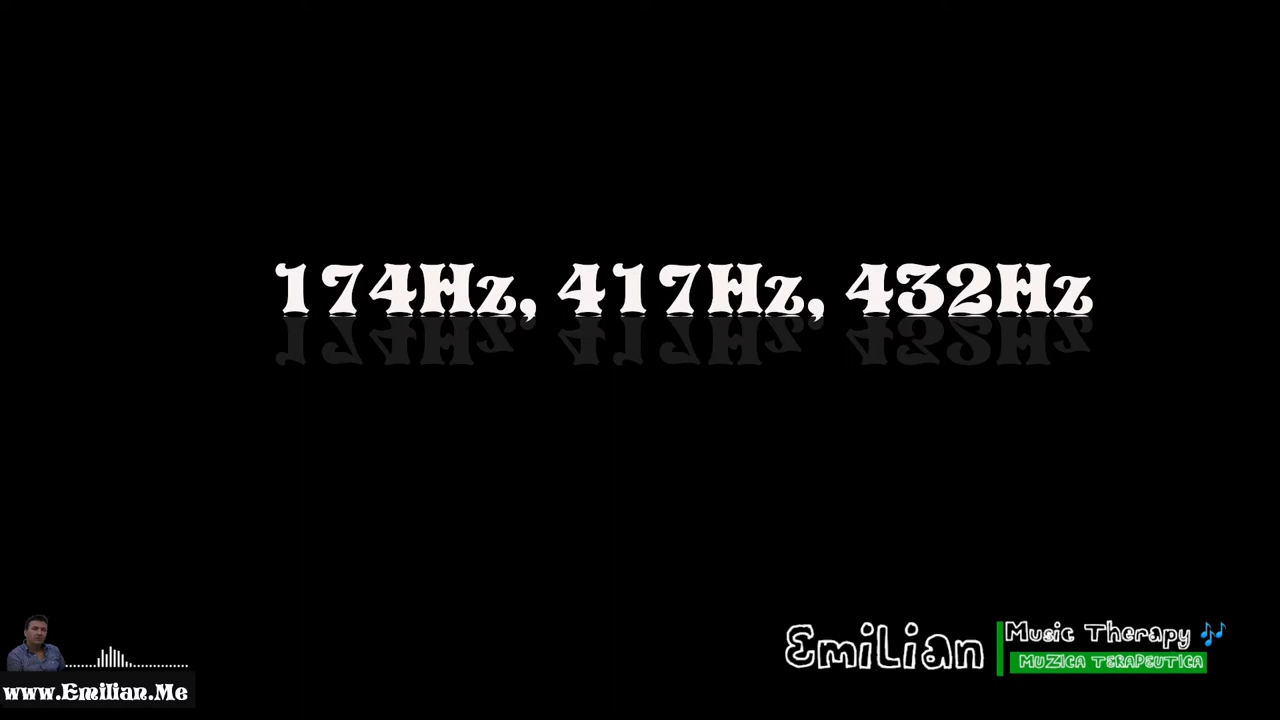 174Hz, 417Hz, 432Hz
Emilian
Music Therapy
MUZICA TERAPEUTICA
www.Emilian.Me